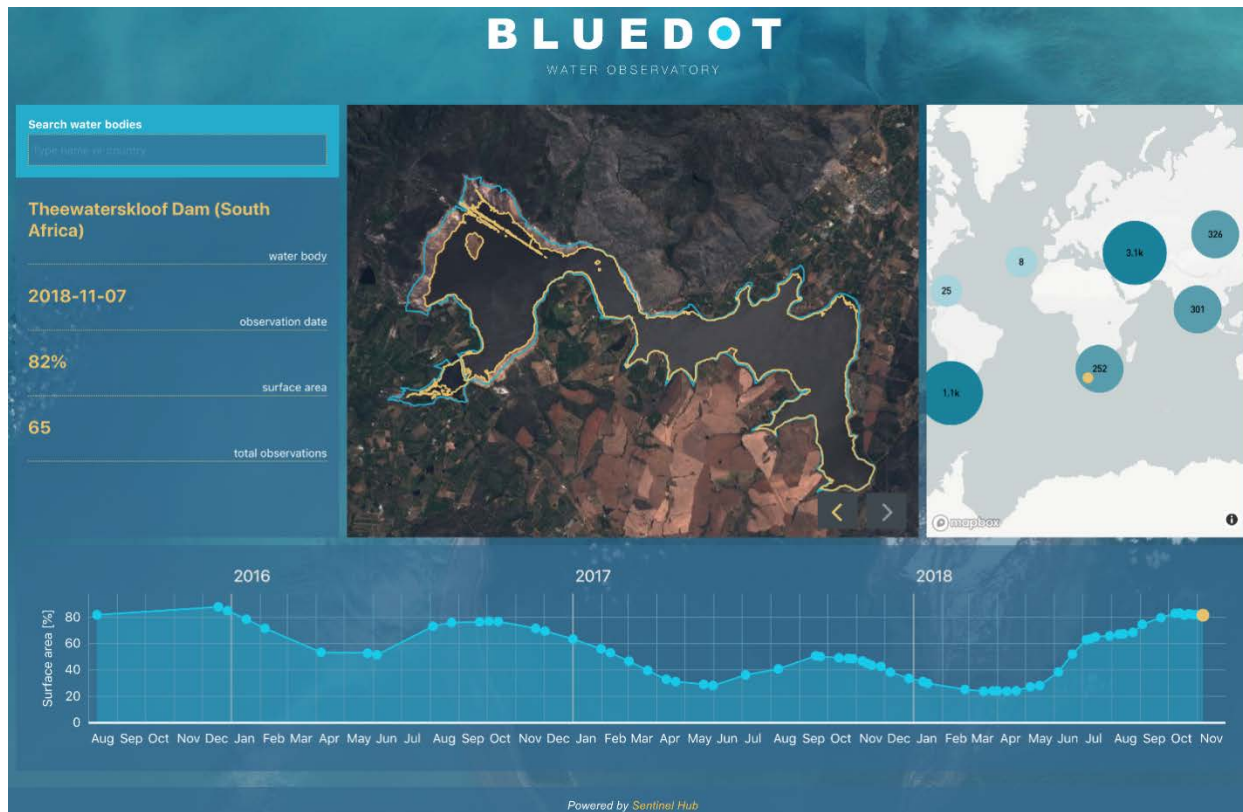 BLUEDOT
WATER OBSERVATORY
Search water bodies
Type name or country
Theewaterskloof Dam (South
Africa)
water body
2018-11-07
observation date
82%
surface area
65
total observations
326
3.1k
8
25
301
252
1.1k
mapbox
2016 2017 2018
Surface area [%]
80
60
40
20
0
Aug Sep Oct Nov Dec Jan Feb Mar Apr May Jun Jul Aug Sep Oct Nov Dec Jan Feb Mar Apr May Jun Jul Aug Sep Oct Nov Dec Jan Feb Mar Apr May Jun Jul Aug Sep Oct Nov
Powered by Sentinel Hub